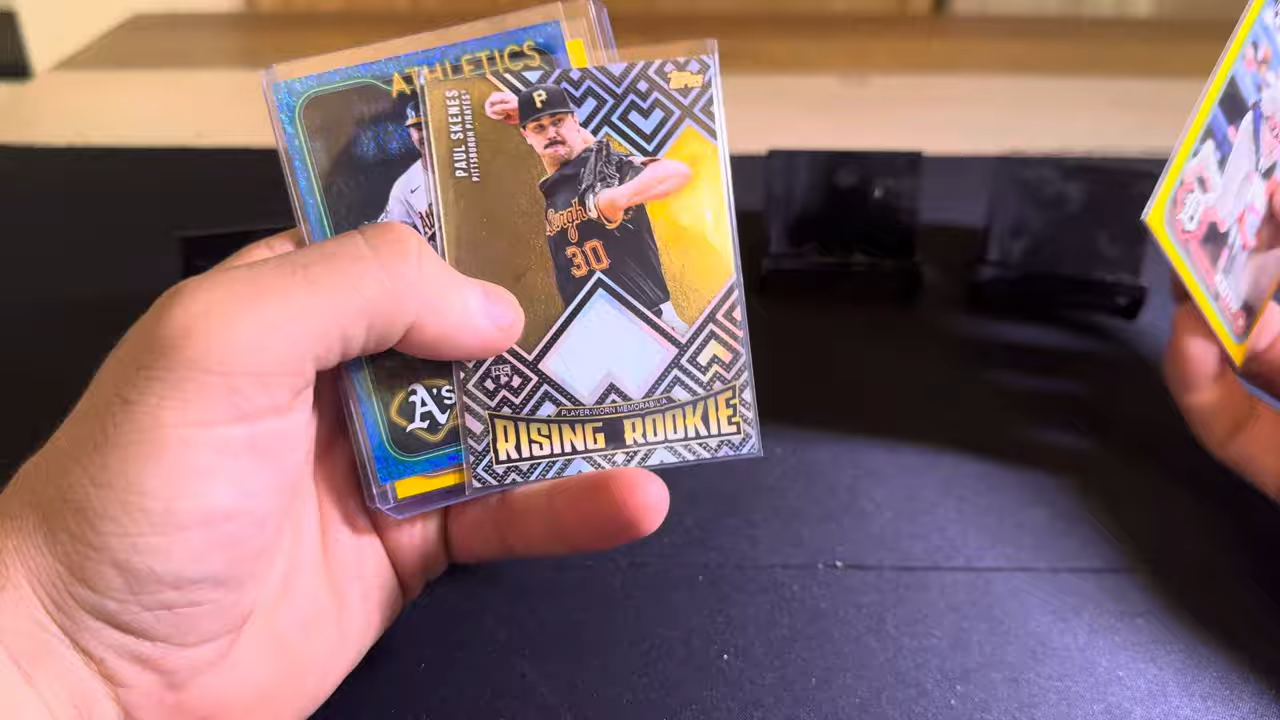 ATHLETICS
Topps
PAUL SKENES
PITTSBURGH PIRATES
P
30
A's
RC
PLAYER-WORN MEMORABILIA
RISING ROOKIE